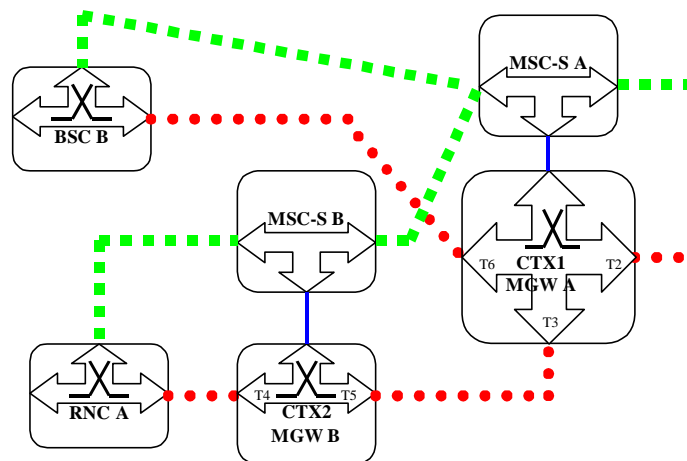 MSC-S A
BSC B
MSC-S B
T6
CTX1
T2
MGW A
T3
T4
T5
RNC A
CTX2
MGW B